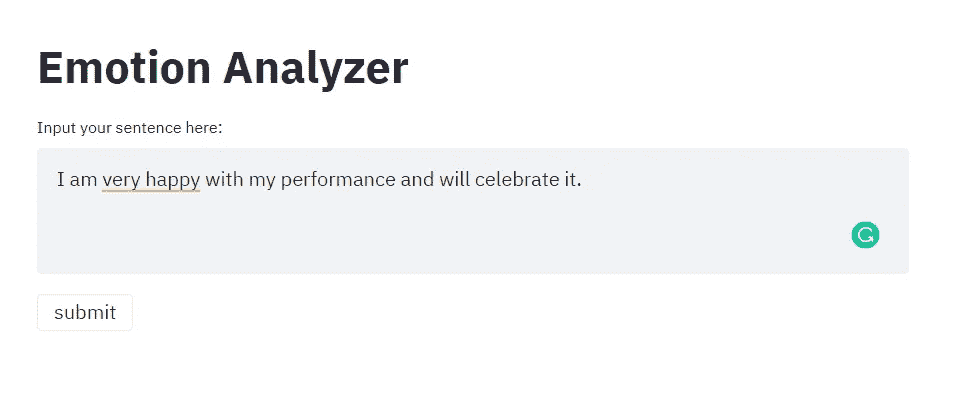 Emotion Analyzer
Input your sentence here:
I am very happy with my performance and will celebrate it.
submit